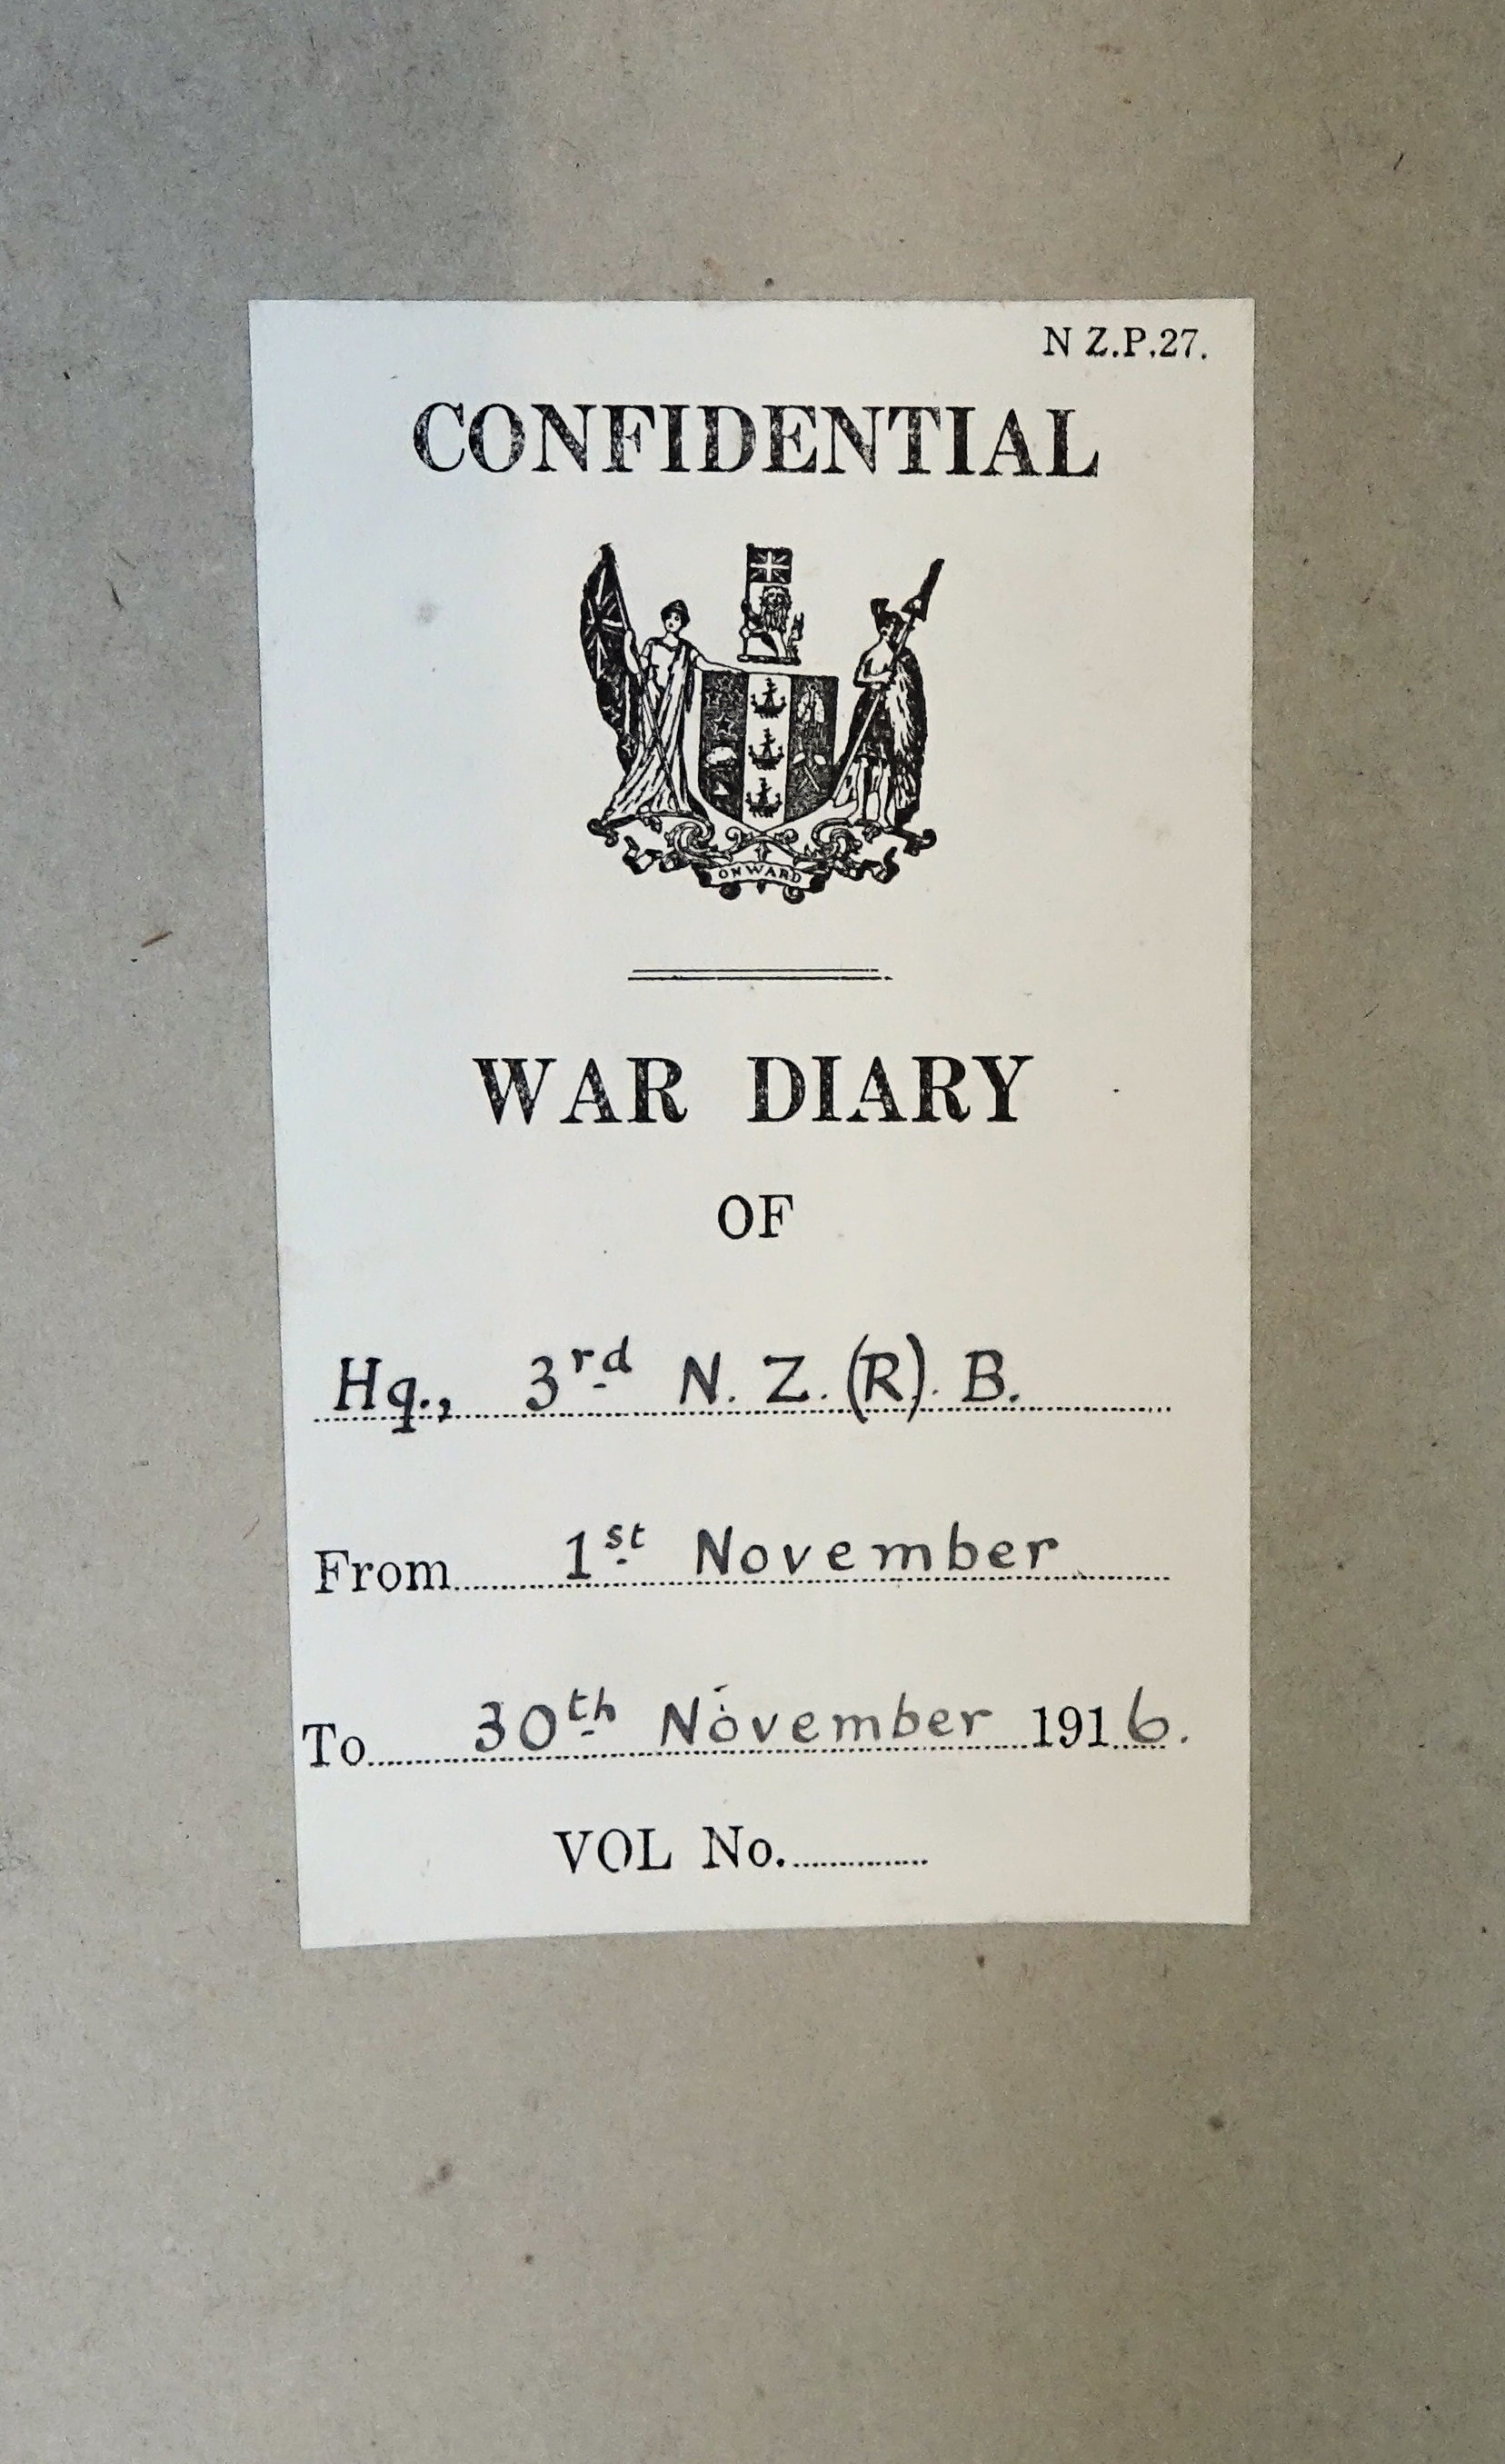 N Z.P.27.
CONFIDENTIAL
ONWARD
WAR DIARY
OF
Hq., 3rd N. Z. (R). B.
From 1st November
To 30th November 1916.
VOL No.